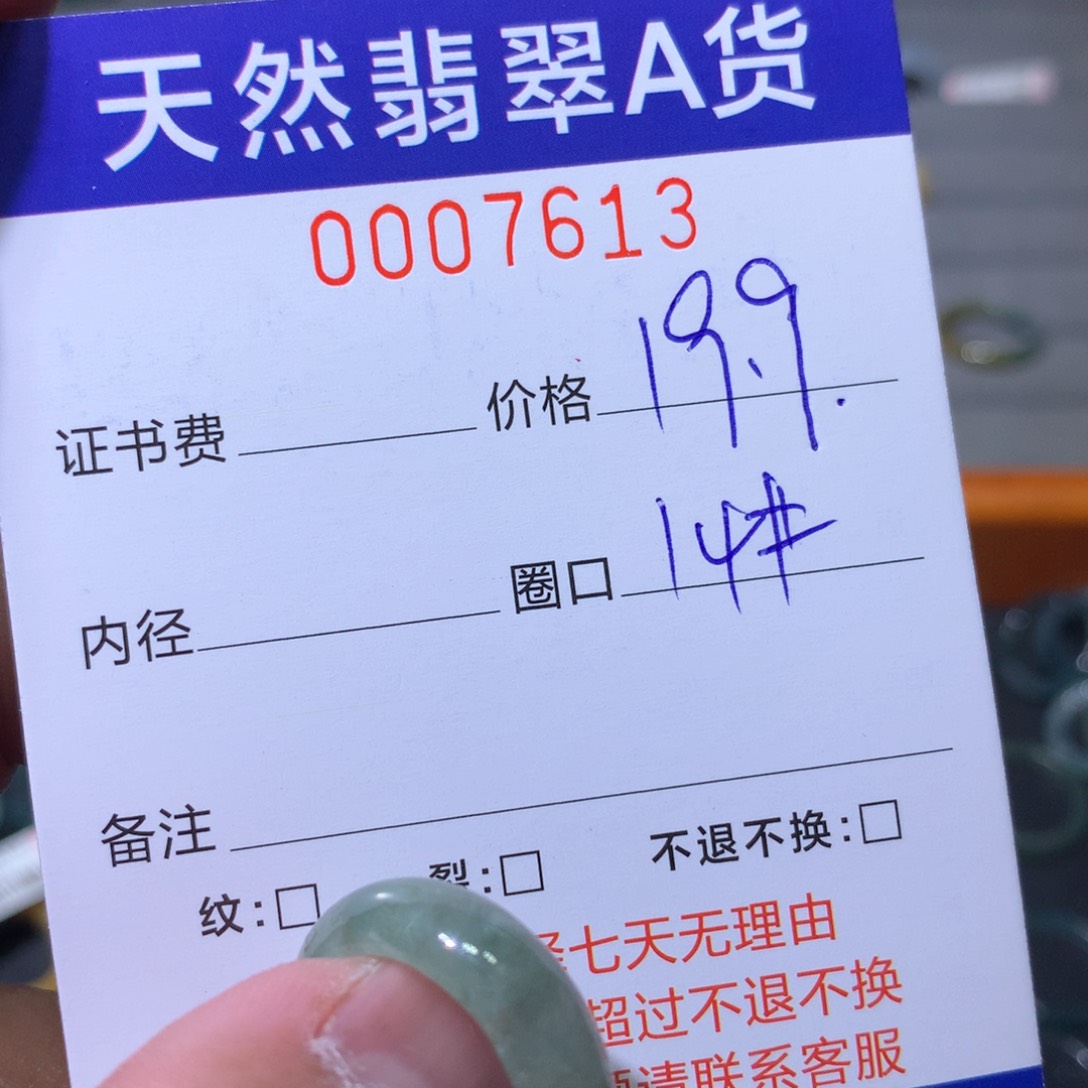 天然翡翠A货
0007613
证书费 价格 19.9.
内径 圈口 14#
备注
纹:□ 裂:□ 不退不换:□
七天无理由
超过不退不换
请联系客服